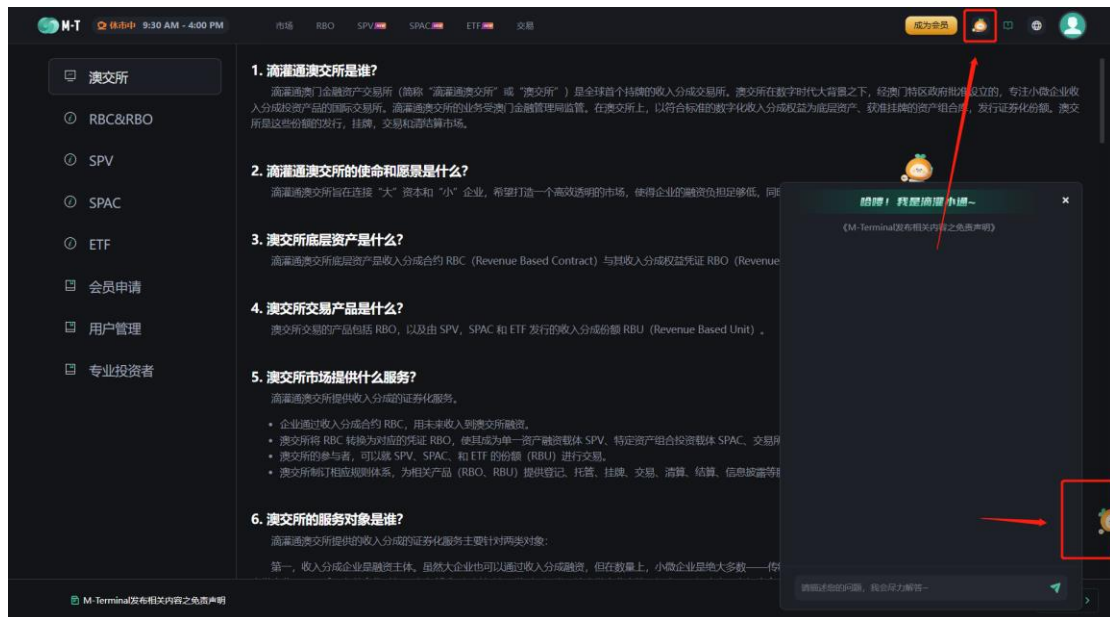 M-T
休市中 9:30 AM - 4:00 PM
市场 RBO SPV SPAC ETF 交易
成为会员
澳交所
RBC&RBO
SPV
SPAC
ETF
会员申请
用户管理
专业投资者
1. 滴灌通澳交所是谁?
滴灌通澳门金融资产交易所(简称“滴灌通澳交所”或“澳交所”)是全球首个持牌的收入分成交易所。澳交所在数字时代大背景之下,经澳门特区政府批准设立的,专注小微企业收
入分成投资产品的国际交易所。滴灌通澳交所的业务受澳门金融管理局监管。在澳交所上,以符合标准的数字化收入分成权益为底层资产、获准挂牌的资产组合库,发行证券化份额。澳交
所是这些份额的发行,挂牌,交易和清结算市场。
2. 滴灌通澳交所的使命和愿景是什么?
滴灌通澳交所旨在连接“大”资本和“小”企业,希望打造一个高效透明的市场,使得企业的融资负担足够低,同时
3. 澳交所底层资产是什么?
滴灌通澳交所底层资产是收入分成合约 RBC(Revenue Based Contract)与其收入分成权益凭证 RBO(Revenue
4. 澳交所交易产品是什么?
澳交所交易的产品包括 RBO,以及由 SPV,SPAC 和 ETF 发行的收入分成份额 RBU(Revenue Based Unit)。
5. 澳交所市场提供什么服务?
滴灌通澳交所提供收入分成的证券化服务。
• 企业通过收入分成合约 RBC,用未来收入到澳交所融资。
• 澳交所将 RBC 转换为对应的凭证 RBO,使其成为单一资产融资载体 SPV、特定资产组合投资载体 SPAC、交易所
• 澳交所的参与者,可以就 SPV、SPAC、和 ETF 的份额(RBU)进行交易。
• 澳交所制订相应规则体系,为相关产品(RBO、RBU)提供登记、托管、挂牌、交易、清算、结算、信息披露等
6. 澳交所的服务对象是谁?
滴灌通澳交所提供的收入分成的证券化服务主要针对两类对象:
第一,收入分成企业是融资主体。虽然大企业也可以通过收入分成融资,但在数量上,小微企业是绝大多数——传
哈喽!我是滴灌小通~
×
《M-Terminal发布相关内容之免责声明》
请描述您的问题,我会尽力解答~
M-Terminal发布相关内容之免责声明